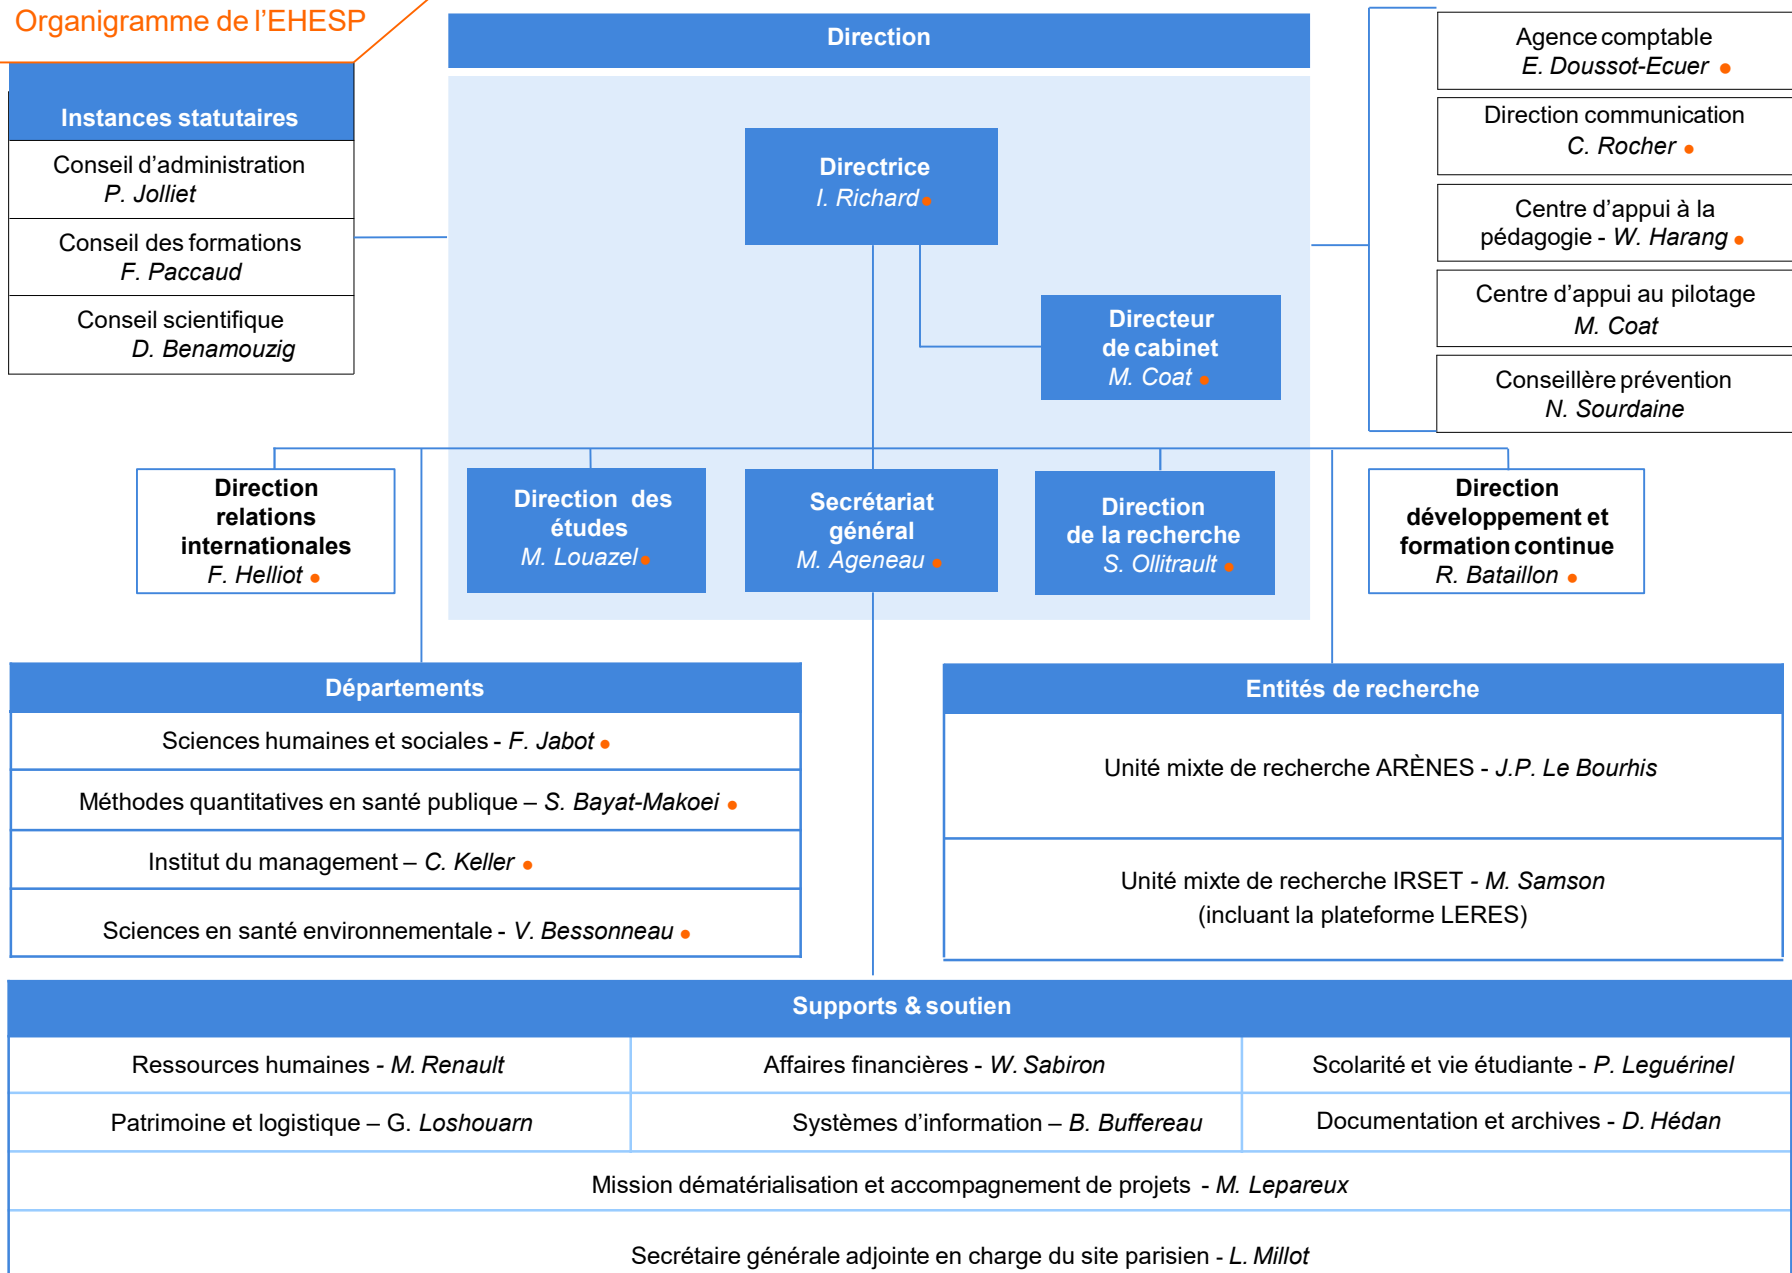 Organigramme de l'EHESP
Direction
Instances statutaires
Conseil d'administration
P. Jolliet
Conseil des formations
F. Paccaud
Conseil scientifique
D. Benamouzig
Directrice
I. Richard
Directeur
de cabinet
M. Coat
Agence comptable
E. Doussot-Ecuer
Direction communication
C. Rocher
Centre d'appui à la
pédagogie - W. Harang
Centre d'appui au pilotage
M. Coat
Conseillère prévention
N. Sourdaine
Direction
relations
internationales
F. Helliot
Direction des
études
M. Louazel
Secrétariat
général
M. Ageneau
Direction
de la recherche
S. Ollitrault
Direction
développement et
formation continue
R. Bataillon
Départements
Sciences humaines et sociales - F. Jabot
Méthodes quantitatives en santé publique – S. Bayat-Makoei
Institut du management – C. Keller
Sciences en santé environnementale - V. Bessonneau
Entités de recherche
Unité mixte de recherche ARÈNES - J.P. Le Bourhis
Unité mixte de recherche IRSET - M. Samson
(incluant la plateforme LERES)
Supports & soutien
Ressources humaines - M. Renault
Affaires financières - W. Sabiron
Scolarité et vie étudiante - P. Leguérinel
Patrimoine et logistique – G. Loshouarn
Systèmes d'information – B. Buffereau
Documentation et archives - D. Hédan
Mission dématérialisation et accompagnement de projets - M. Lepareux
Secrétaire générale adjointe en charge du site parisien - L. Millot